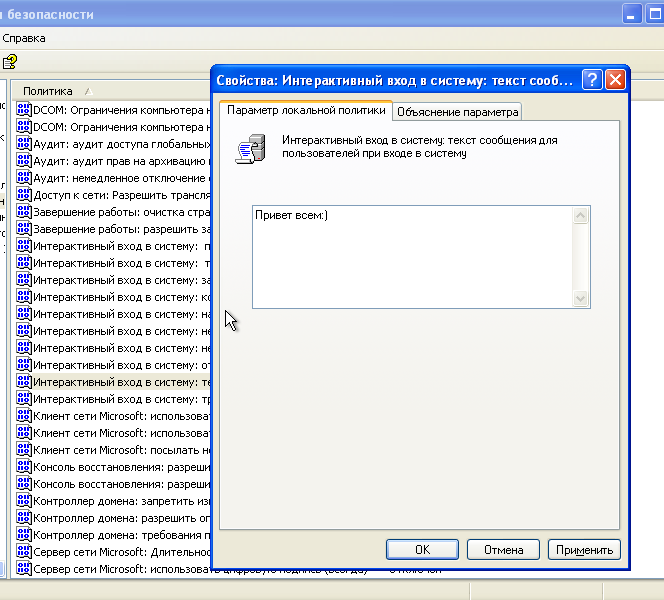 безопасности
Справка
Политика
DCOM: Ограничения компьютера
DCOM: Ограничения компьютера
Аудит: аудит доступа глобальных
Аудит: аудит прав на архивацию
Аудит: немедленное отключение
Доступ к сети: Разрешить трансля
Завершение работы: очистка стра
Завершение работы: разрешить за
Интерактивный вход в систему: п
Интерактивный вход в систему: т
Интерактивный вход в систему: за
Интерактивный вход в систему: ко
Интерактивный вход в систему: на
Интерактивный вход в систему: не
Интерактивный вход в систему: не
Интерактивный вход в систему: от
Интерактивный вход в систему: те
Интерактивный вход в систему: тр
Клиент сети Microsoft: использоват
Клиент сети Microsoft: использоват
Клиент сети Microsoft: посылать не
Консоль восстановления: разреши
Консоль восстановления: разреши
Контроллер домена: запретить изм
Контроллер домена: разрешить оп
Контроллер домена: требования п
Сервер сети Microsoft: Длительнос
Сервер сети Microsoft: использовать цифровую подпись (всегда) Отключен
Свойства: Интерактивный вход в систему: текст сооб...
Параметр локальной политики
Объяснение параметра
Интерактивный вход в систему: текст сообщения для
пользователей при входе в систему
Привет всем:)
OK
Отмена
Применить